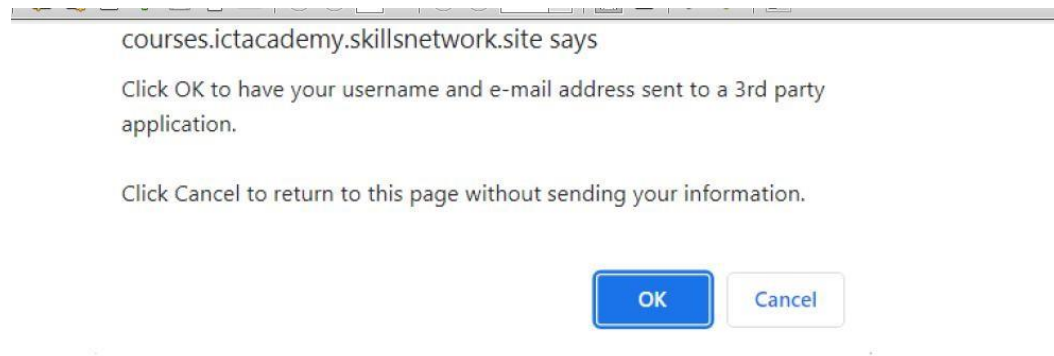 courses.ictacademy.skillsnetwork.site says
Click OK to have your username and e-mail address sent to a 3rd party
application.
Click Cancel to return to this page without sending your information.
OK
Cancel